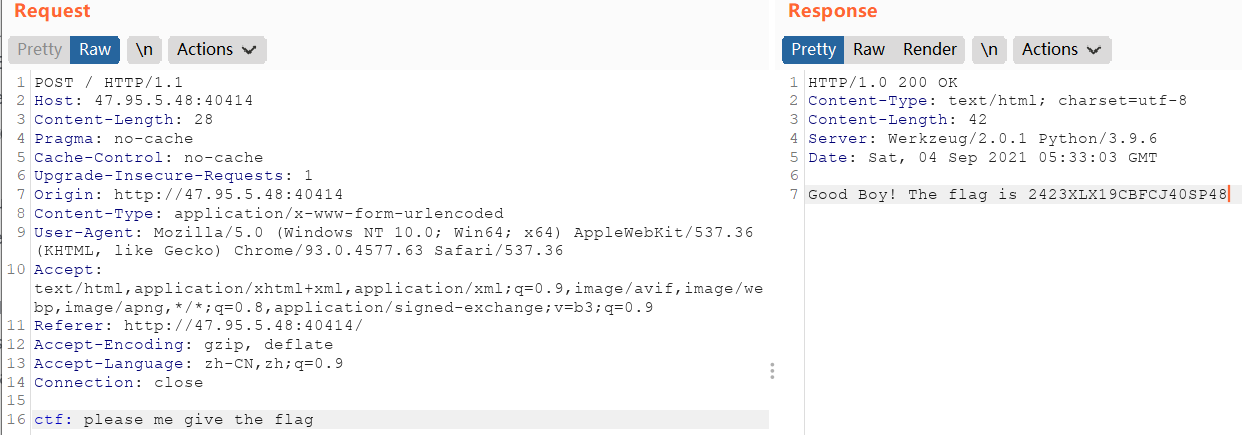 Request
Response
Pretty Raw \n Actions
Pretty Raw Render \n Actions
1 POST / HTTP/1.1
2 Host: 47.95.5.48:40414
3 Content-Length: 28
4 Pragma: no-cache
5 Cache-Control: no-cache
6 Upgrade-Insecure-Requests: 1
7 Origin: http://47.95.5.48:40414
8 Content-Type: application/x-www-form-urlencoded
9 User-Agent: Mozilla/5.0 (Windows NT 10.0; Win64; x64) AppleWebKit/537.36
(KHTML, like Gecko) Chrome/93.0.4577.63 Safari/537.36
10 Accept:
text/html,application/xhtml+xml,application/xml;q=0.9,image/avif,image/we
bp,image/apng,*/*;q=0.8,application/signed-exchange;v=b3;q=0.9
11 Referer: http://47.95.5.48:40414/
12 Accept-Encoding: gzip, deflate
13 Accept-Language: zh-CN,zh;q=0.9
14 Connection: close
15
16 ctf: please me give the flag
1 HTTP/1.0 200 OK
2 Content-Type: text/html; charset=utf-8
3 Content-Length: 42
4 Server: Werkzeug/2.0.1 Python/3.9.6
5 Date: Sat, 04 Sep 2021 05:33:03 GMT
6
7 Good Boy! The flag is 2423XLX19CBFCJ40SP48